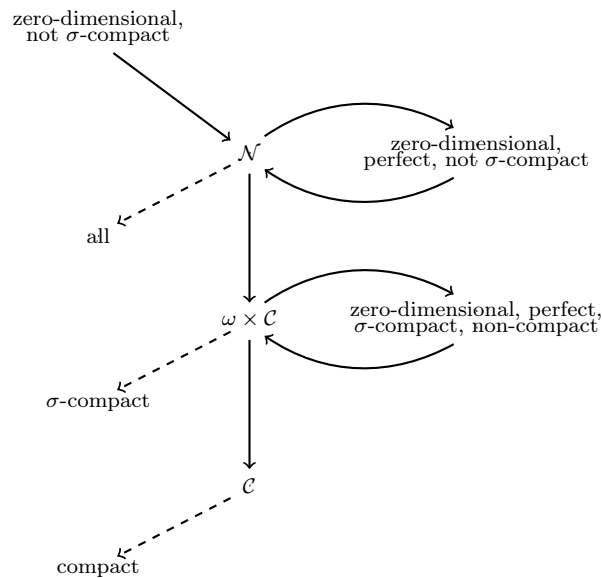 zero-dimensional,
not σ-compact
zero-dimensional,
perfect, not σ-compact
𝒩
all
zero-dimensional, perfect,
σ-compact, non-compact
ω × 𝒞
σ-compact
𝒞
compact